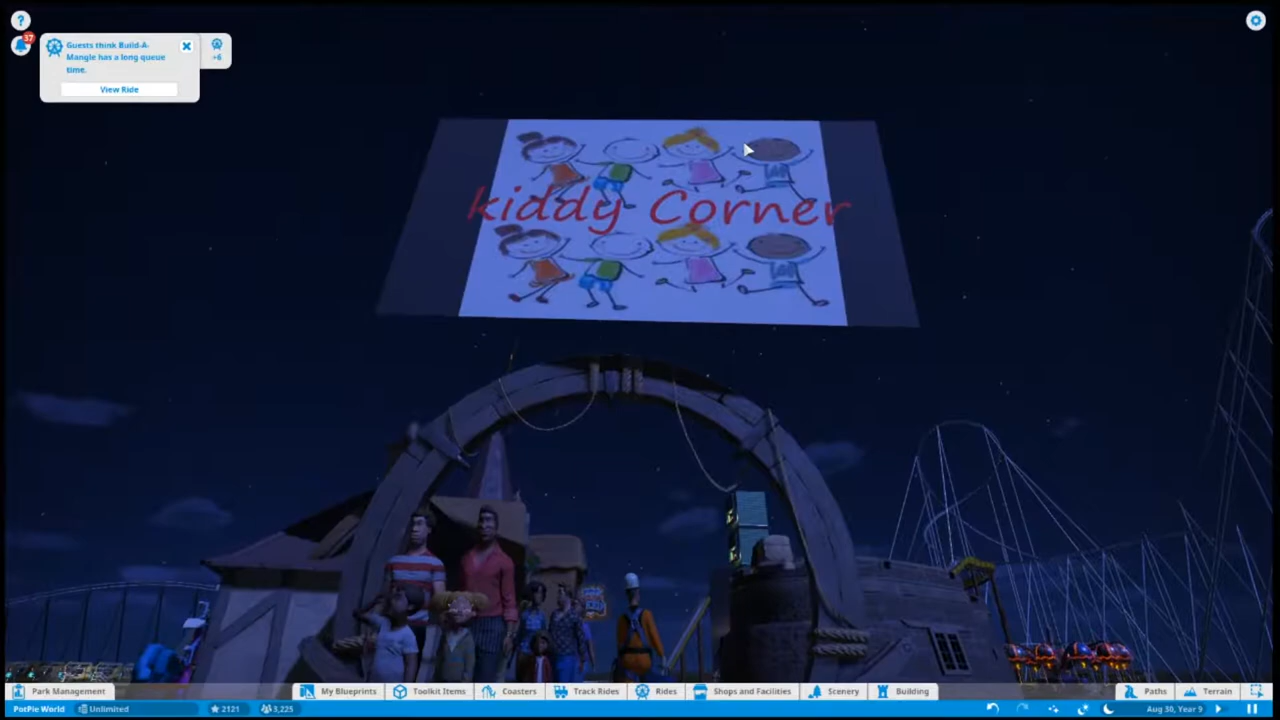 ?
37
Guests think Build-A-
Mangle has a long queue
time.
+6
View Ride
kiddy Corner
Park Management
My Blueprints
Toolkit Items
Coasters
Track Rides
Rides
Shops and Facilities
Scenery
Building
Paths
Terrain
PotPie World
Unlimited
2121
3,225
Aug 30, Year 9